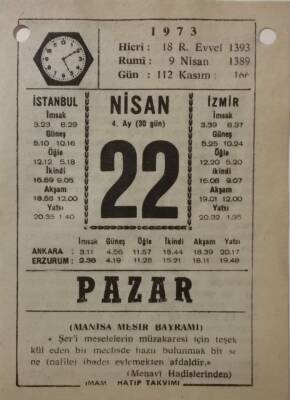 1973
Hicri: 18 R. Evvel 1393
Rumi: 9 Nisan 1389
Gün: 112 Kasım: 166
İSTANBUL
İmsak
3.23 8.29
Güneş
5.10 10.16
Öğle
12.12 5.18
İkindi
15.59 9.05
Akşam
18.55 12.00
Yatsı
20.35 1.40
NİSAN
4. Ay (30 gün)
22
İZMİR
İmsak
3.39 8.37
Güneş
5.25 10.24
Öğle
12.20 5.20
İkindi
16.06 9.07
Akşam
19.01 12.00
Yatsı
20.32 1.35
İmsak Güneş Öğle İkindi Akşam Yatsı
ANKARA: 3.11 4.56 11.57 15.44 18.39 20.17
ERZURUM: 2.36 4.19 11.26 15.21 18.11 19.48
PAZAR
(MANİSA MESİR BAYRAMI)
« Şer'î meselelerin müzakeresi için teşek
kül eden bir meclisde hazır bulunmak bir se
ne (nafile) ibadet eylemekten afdaldir.»
(Menavi Hadislerinden)
İMAM HATİP TAKVİMİ